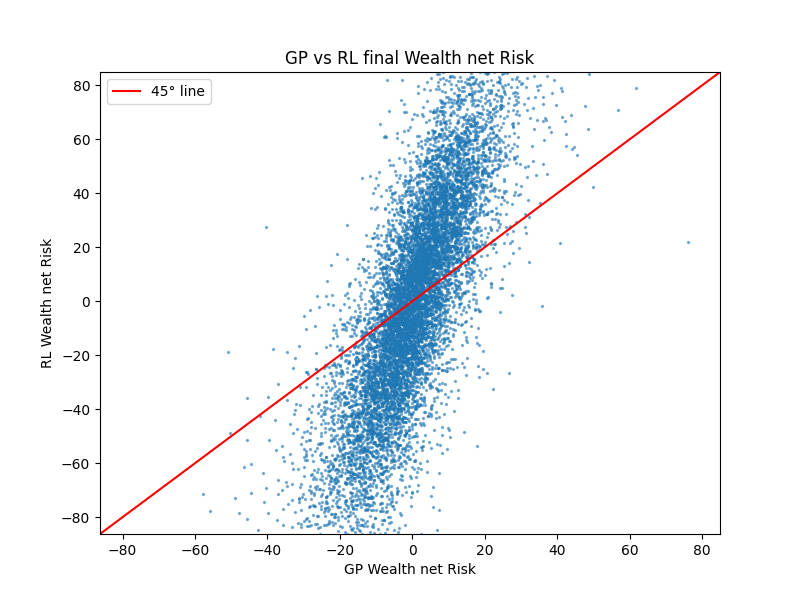 GP vs RL final Wealth net Risk
45° line
RL Wealth net Risk
80
60
40
20
0
−20
−40
−60
−80
−80 −60 −40 −20 0 20 40 60 80
GP Wealth net Risk